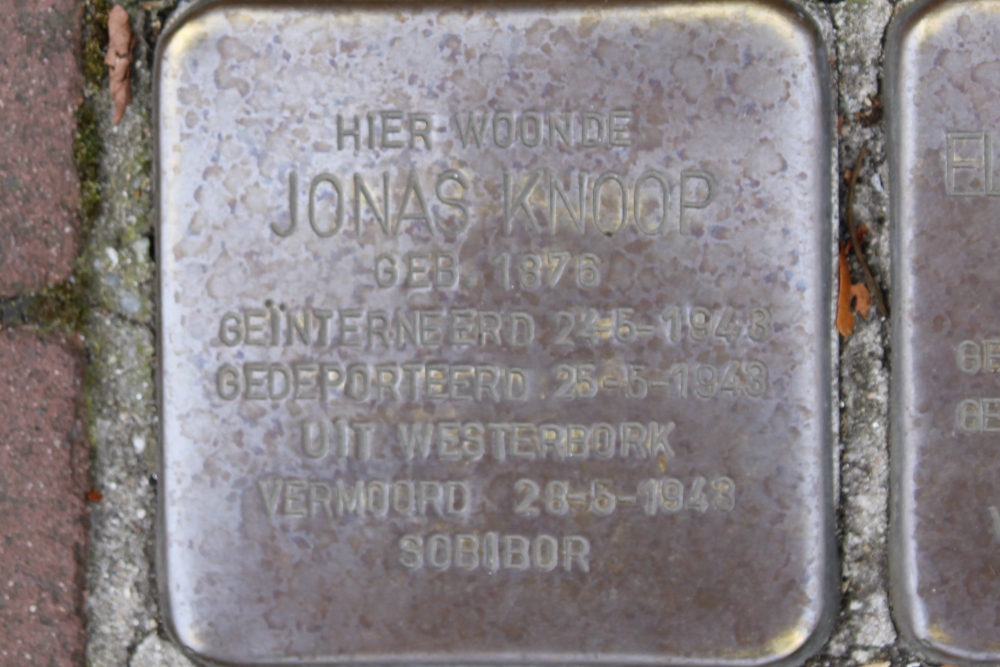 HIER WOONDE
JONAS KNOOP
GEB. 1876
GEÏNTERNEERD 24-5-1943
GEDEPORTEERD 25-5-1943
UIT WESTERBORK
VERMOORD 28-5-1943
SOBIBOR